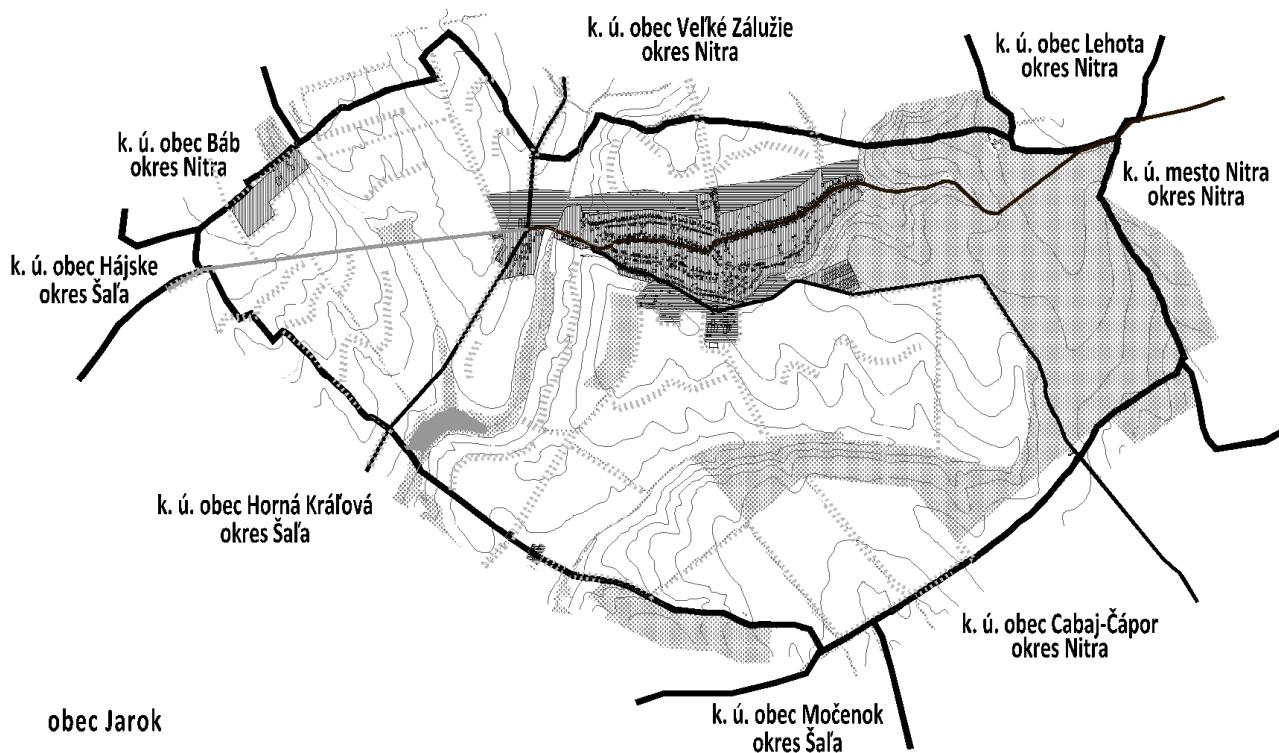 k. ú. obec Veľké Zálužie
okres Nitra
k. ú. obec Lehota
okres Nitra
k. ú. obec Báb
okres Nitra
k. ú. mesto Nitra
okres Nitra
k. ú. obec Hájske
okres Šaľa
k. ú. obec Horná Kráľová
okres Šaľa
k. ú. obec Cabaj-Čápor
okres Nitra
k. ú. obec Močenok
okres Šaľa
obec Jarok